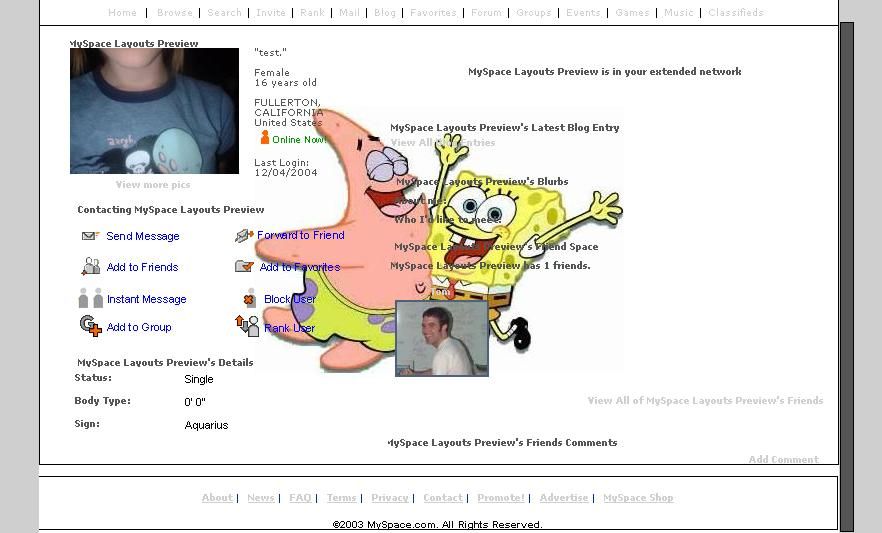 Home | Browse | Search | Invite | Rank | Mail | Blog | Favorites | Forum | Groups | Events | Games | Music | Classifieds
MySpace Layouts Preview
"test."
Female
16 years old
FULLERTON,
CALIFORNIA
United States
Online Now!
Last Login:
12/04/2004
aargh
View more pics
Contacting MySpace Layouts Preview
Send Message
Forward to Friend
Add to Friends
Add to Favorites
Instant Message
Block User
Add to Group
Rank User
MySpace Layouts Preview's Details
Status: Single
Body Type: 0' 0"
Sign: Aquarius
MySpace Layouts Preview is in your extended network
MySpace Layouts Preview's Latest Blog Entry
View All Blog Entries
MySpace Layouts Preview's Blurbs
About me:
Who I'd like to meet:
MySpace Layouts Preview's Friend Space
MySpace Layouts Preview has 1 friends.
View All of MySpace Layouts Preview's Friends
MySpace Layouts Preview's Friends Comments
Add Comment
About | News | FAQ | Terms | Privacy | Contact | Promote! | Advertise | MySpace Shop
©2003 MySpace.com. All Rights Reserved.